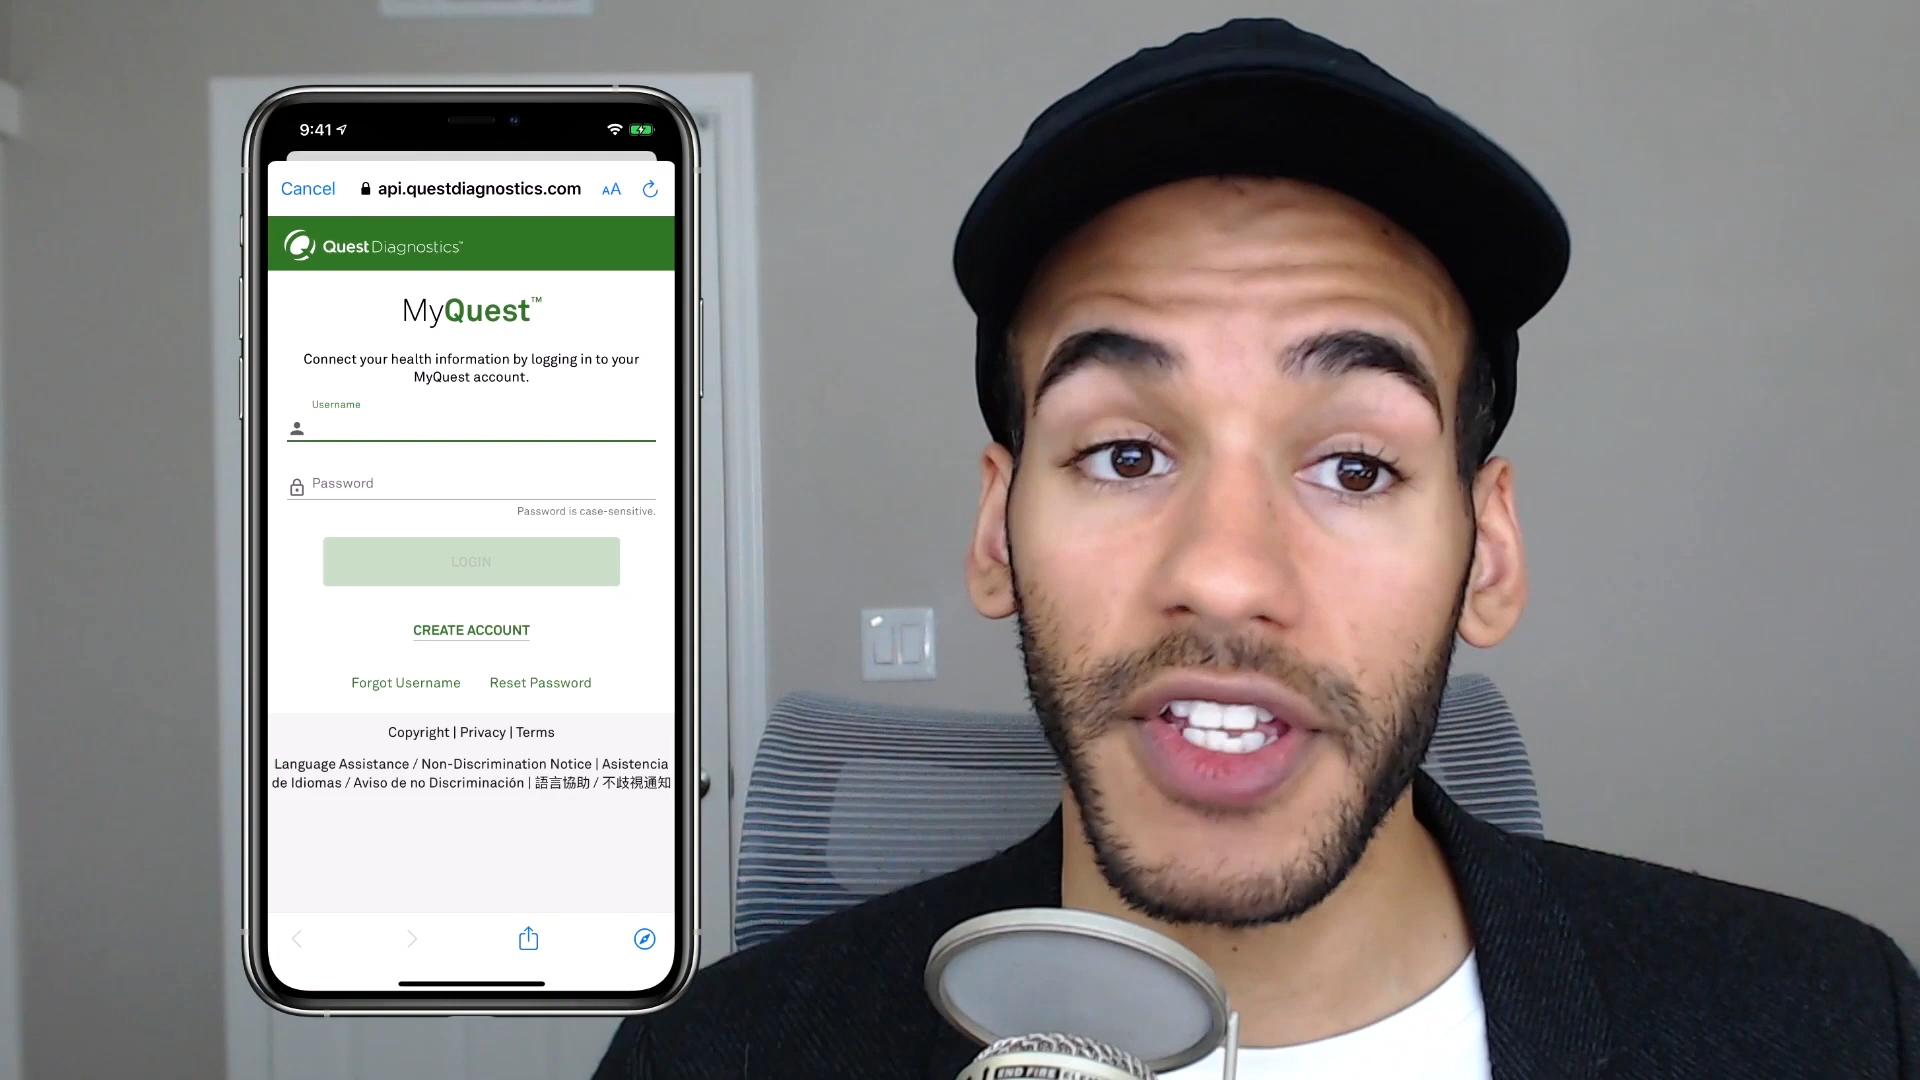 9:41
Cancel api.questdiagnostics.com AA
Quest Diagnostics™
MyQuest™
Connect your health information by logging in to your
MyQuest account.
Username
Password
Password is case-sensitive.
LOGIN
CREATE ACCOUNT
Forgot Username Reset Password
Copyright | Privacy | Terms
Language Assistance / Non-Discrimination Notice | Asistencia
de Idiomas / Aviso de no Discriminación | 語言協助 / 不歧視通知
END FIRE